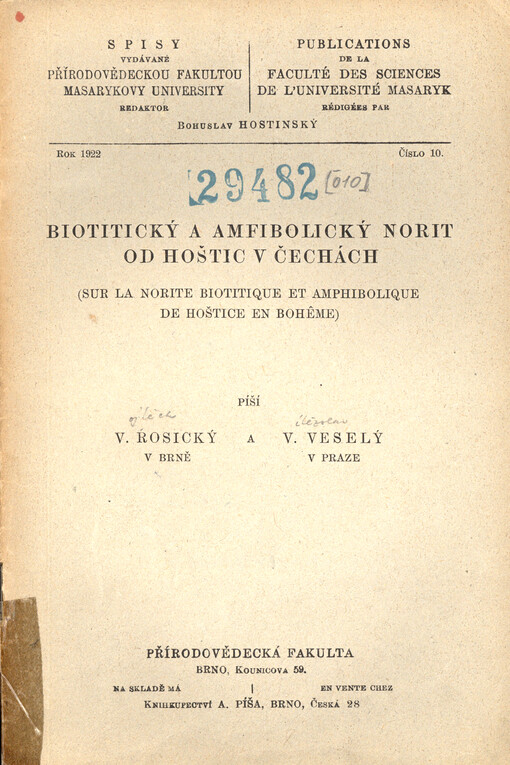 SPISY
VYDÁVANÉ
PŘÍRODOVĚDECKOU FAKULTOU
MASARYKOVY UNIVERSITY
REDAKTOR
PUBLICATIONS
DE LA
FACULTÉ DES SCIENCES
DE L'UNIVERSITÉ MASARYK
RÉDIGÉES PAR
BOHUSLAV HOSTINSKÝ
ROK 1922
ČÍSLO 10.
29482 [010]
BIOTITICKÝ A AMFIBOLICKÝ NORIT
OD HOŠTIC V ČECHÁCH
(SUR LA NORITE BIOTITIQUE ET AMPHIBOLIQUE
DE HOŠTICE EN BOHÊME)
PÍŠÍ
ojtěch
ítězslav
V. ROSICKÝ A V. VESELÝ
V BRNĚ V PRAZE
PŘÍRODOVĚDECKÁ FAKULTA
BRNO, KOUNICOVA 59.
NA SKLADĚ MÁ | EN VENTE CHEZ
KNIHKUPECTVÍ A. PÍŠA, BRNO, ČESKÁ 28